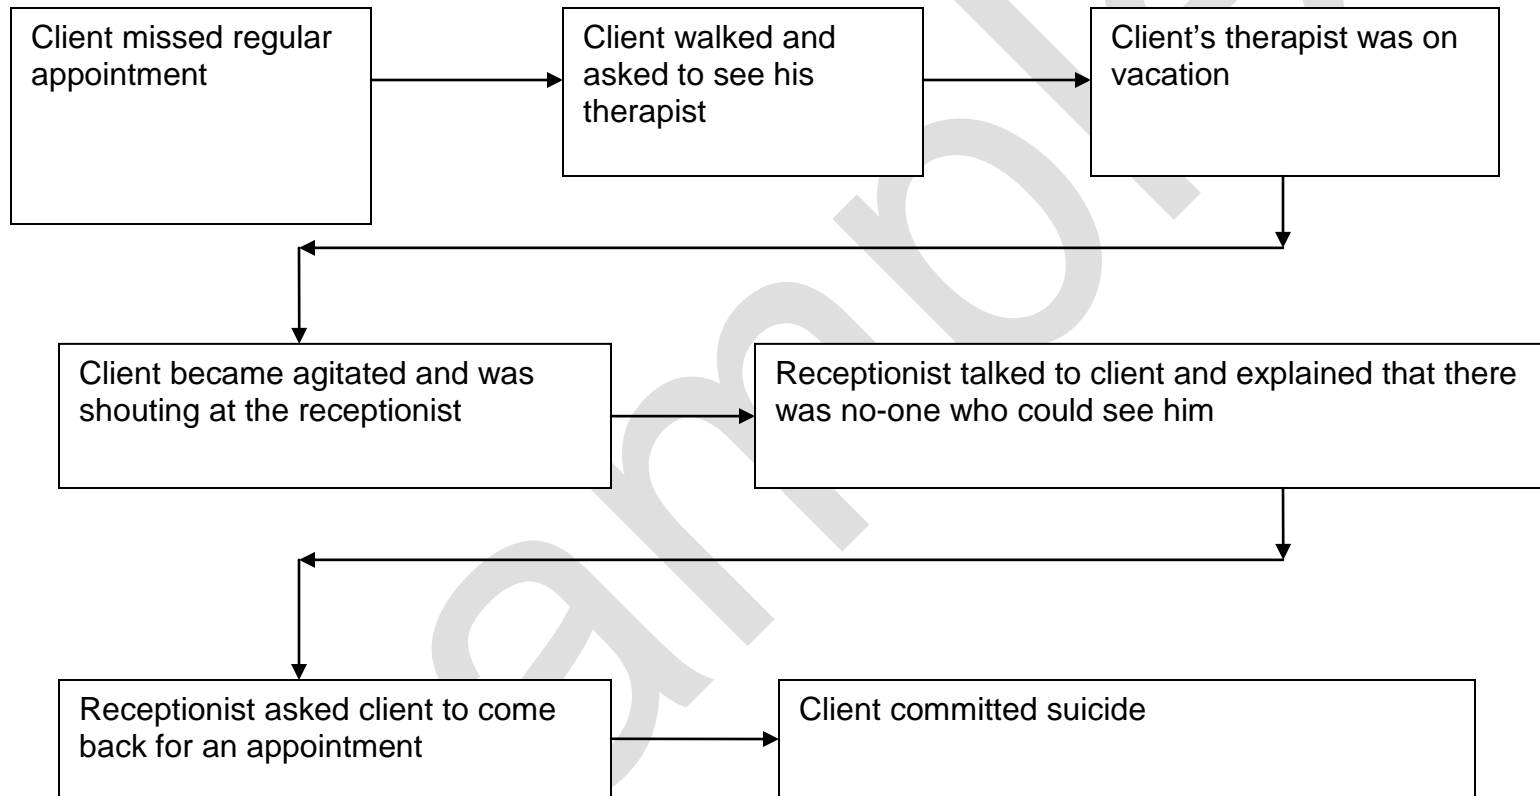 Client missed regular
appointment
Client walked and
asked to see his
therapist
Client's therapist was on
vacation
Client became agitated and was
shouting at the receptionist
Receptionist talked to client and explained that there
was no-one who could see him
Receptionist asked client to come
back for an appointment
Client committed suicide